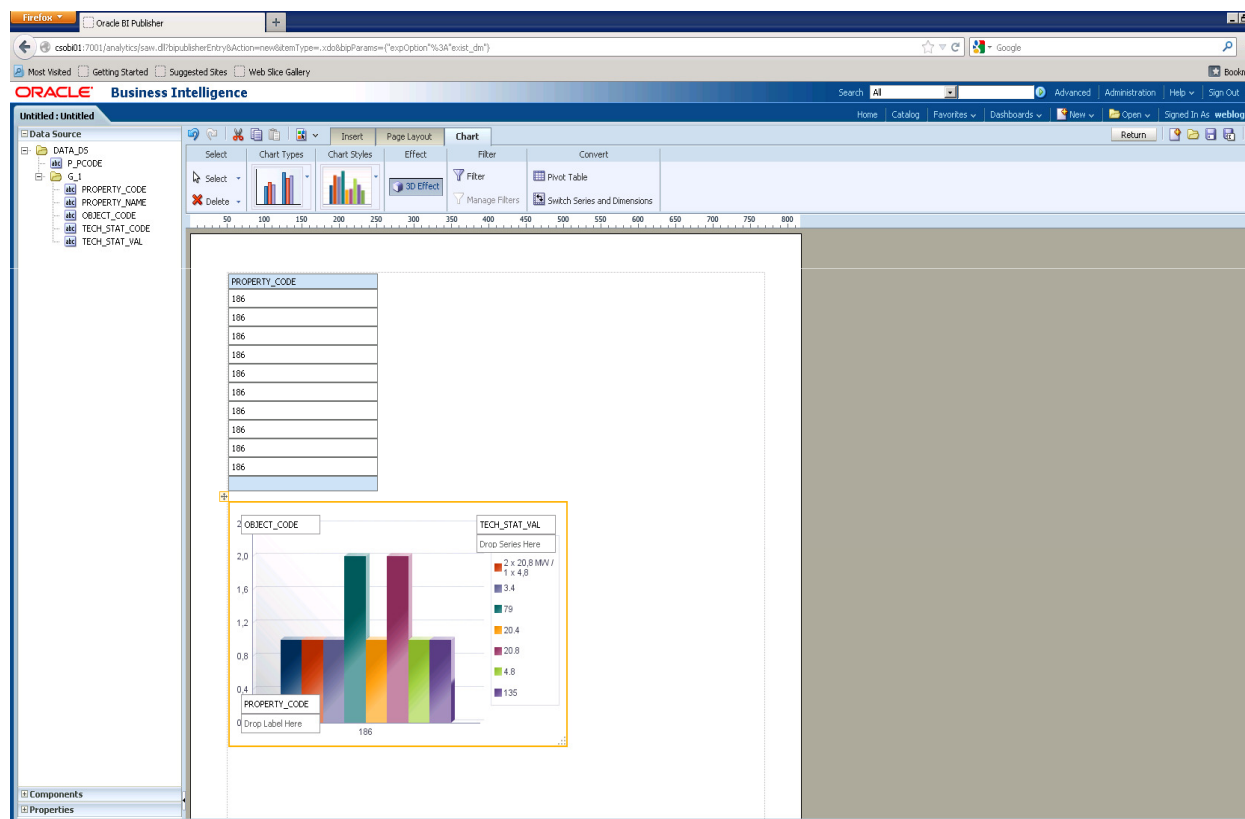 Firefox
Oracle BI Publisher
csobi01:7001/analytics/saw.dll?bipublisherEntry&Action=new&itemType=.xdo&bipParams={"expOption"%3A"exist_dm"}
Google
Most Visited Getting Started Suggested Sites Web Slice Gallery
Bookm
ORACLE Business Intelligence
Search All Advanced Administration Help Sign Out
Untitled : Untitled
Home Catalog Favorites Dashboards New Open Signed In As weblog
Data Source
Insert Page Layout Chart
Return
DATA_DS
P_PCODE
G_1
PROPERTY_CODE
PROPERTY_NAME
OBJECT_CODE
TECH_STAT_CODE
TECH_STAT_VAL
Select Chart Types Chart Styles Effect Filter Convert
Select 3D Effect Filter Pivot Table
Delete Manage Filters Switch Series and Dimensions
50 100 150 200 250 300 350 400 450 500 550 600 650 700 750 800
PROPERTY_CODE
186
186
186
186
186
186
186
186
186
186
OBJECT_CODE
TECH_STAT_VAL
Drop Series Here
2,0
1,6
1,2
0,8
0,4
2 x 20,8 MW /
1 x 4,8
3.4
79
20.4
20.8
4.8
135
PROPERTY_CODE
Drop Label Here
186
Components
Properties